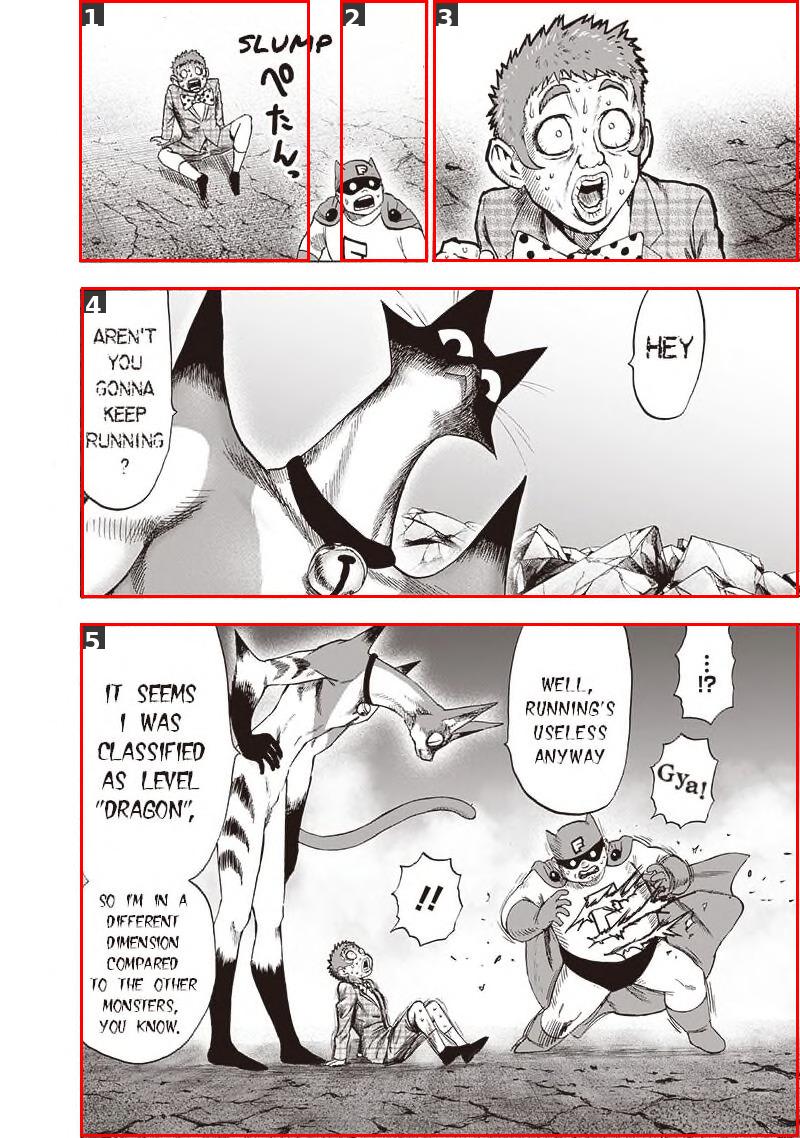 1
SLUMP
ぺたんっ
2
F
F
3
4
HEY
AREN'T
YOU
GONNA
KEEP
RUNNING
?
5
...
!?
Gya!
WELL,
RUNNING'S
USELESS
ANYWAY
F
F
!!
IT SEEMS
I WAS
CLASSIFIED
AS LEVEL
"DRAGON",
SO I'M IN A
DIFFERENT
DIMENSION
COMPARED
TO THE OTHER
MONSTERS,
YOU KNOW.